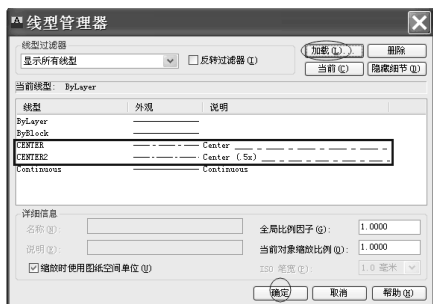 线型管理器
线型过滤器
显示所有线型
反转过滤器(I)
加载(L)...
删除
当前(C)
隐藏细节(D)
当前线型: ByLayer
线型 外观 说明
ByLayer
ByBlock
CENTER Center
CENTER2 Center (.5x)
Continuous Continuous
详细信息
名称(N):
全局比例因子(G): 1.0000
说明(E):
当前对象缩放比例(O): 1.0000
缩放时使用图纸空间单位(U)
ISO 笔宽(P): 1.0 毫米
确定 取消 帮助(H)